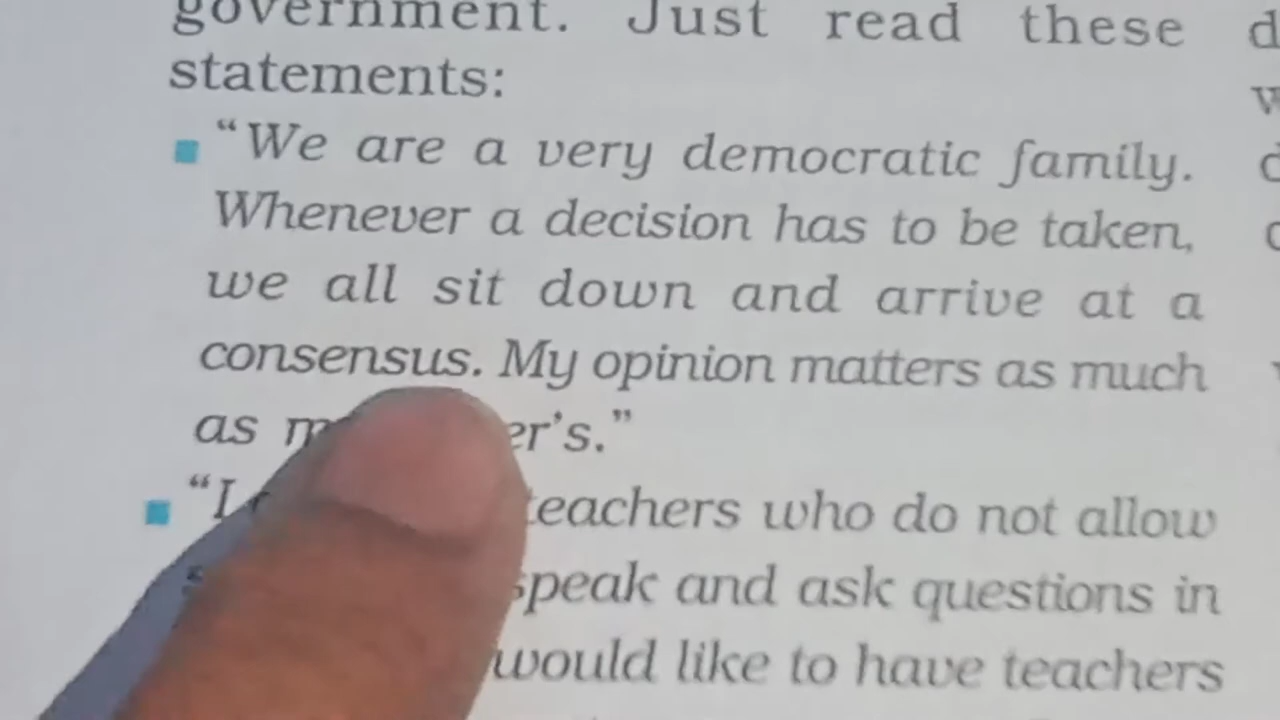 government. Just read these
statements:
“We are a very democratic family.
Whenever a decision has to be taken,
we all sit down and arrive at a
consensus. My opinion matters as much
as er’s.”
“I teachers who do not allow
speak and ask questions in
would like to have teachers